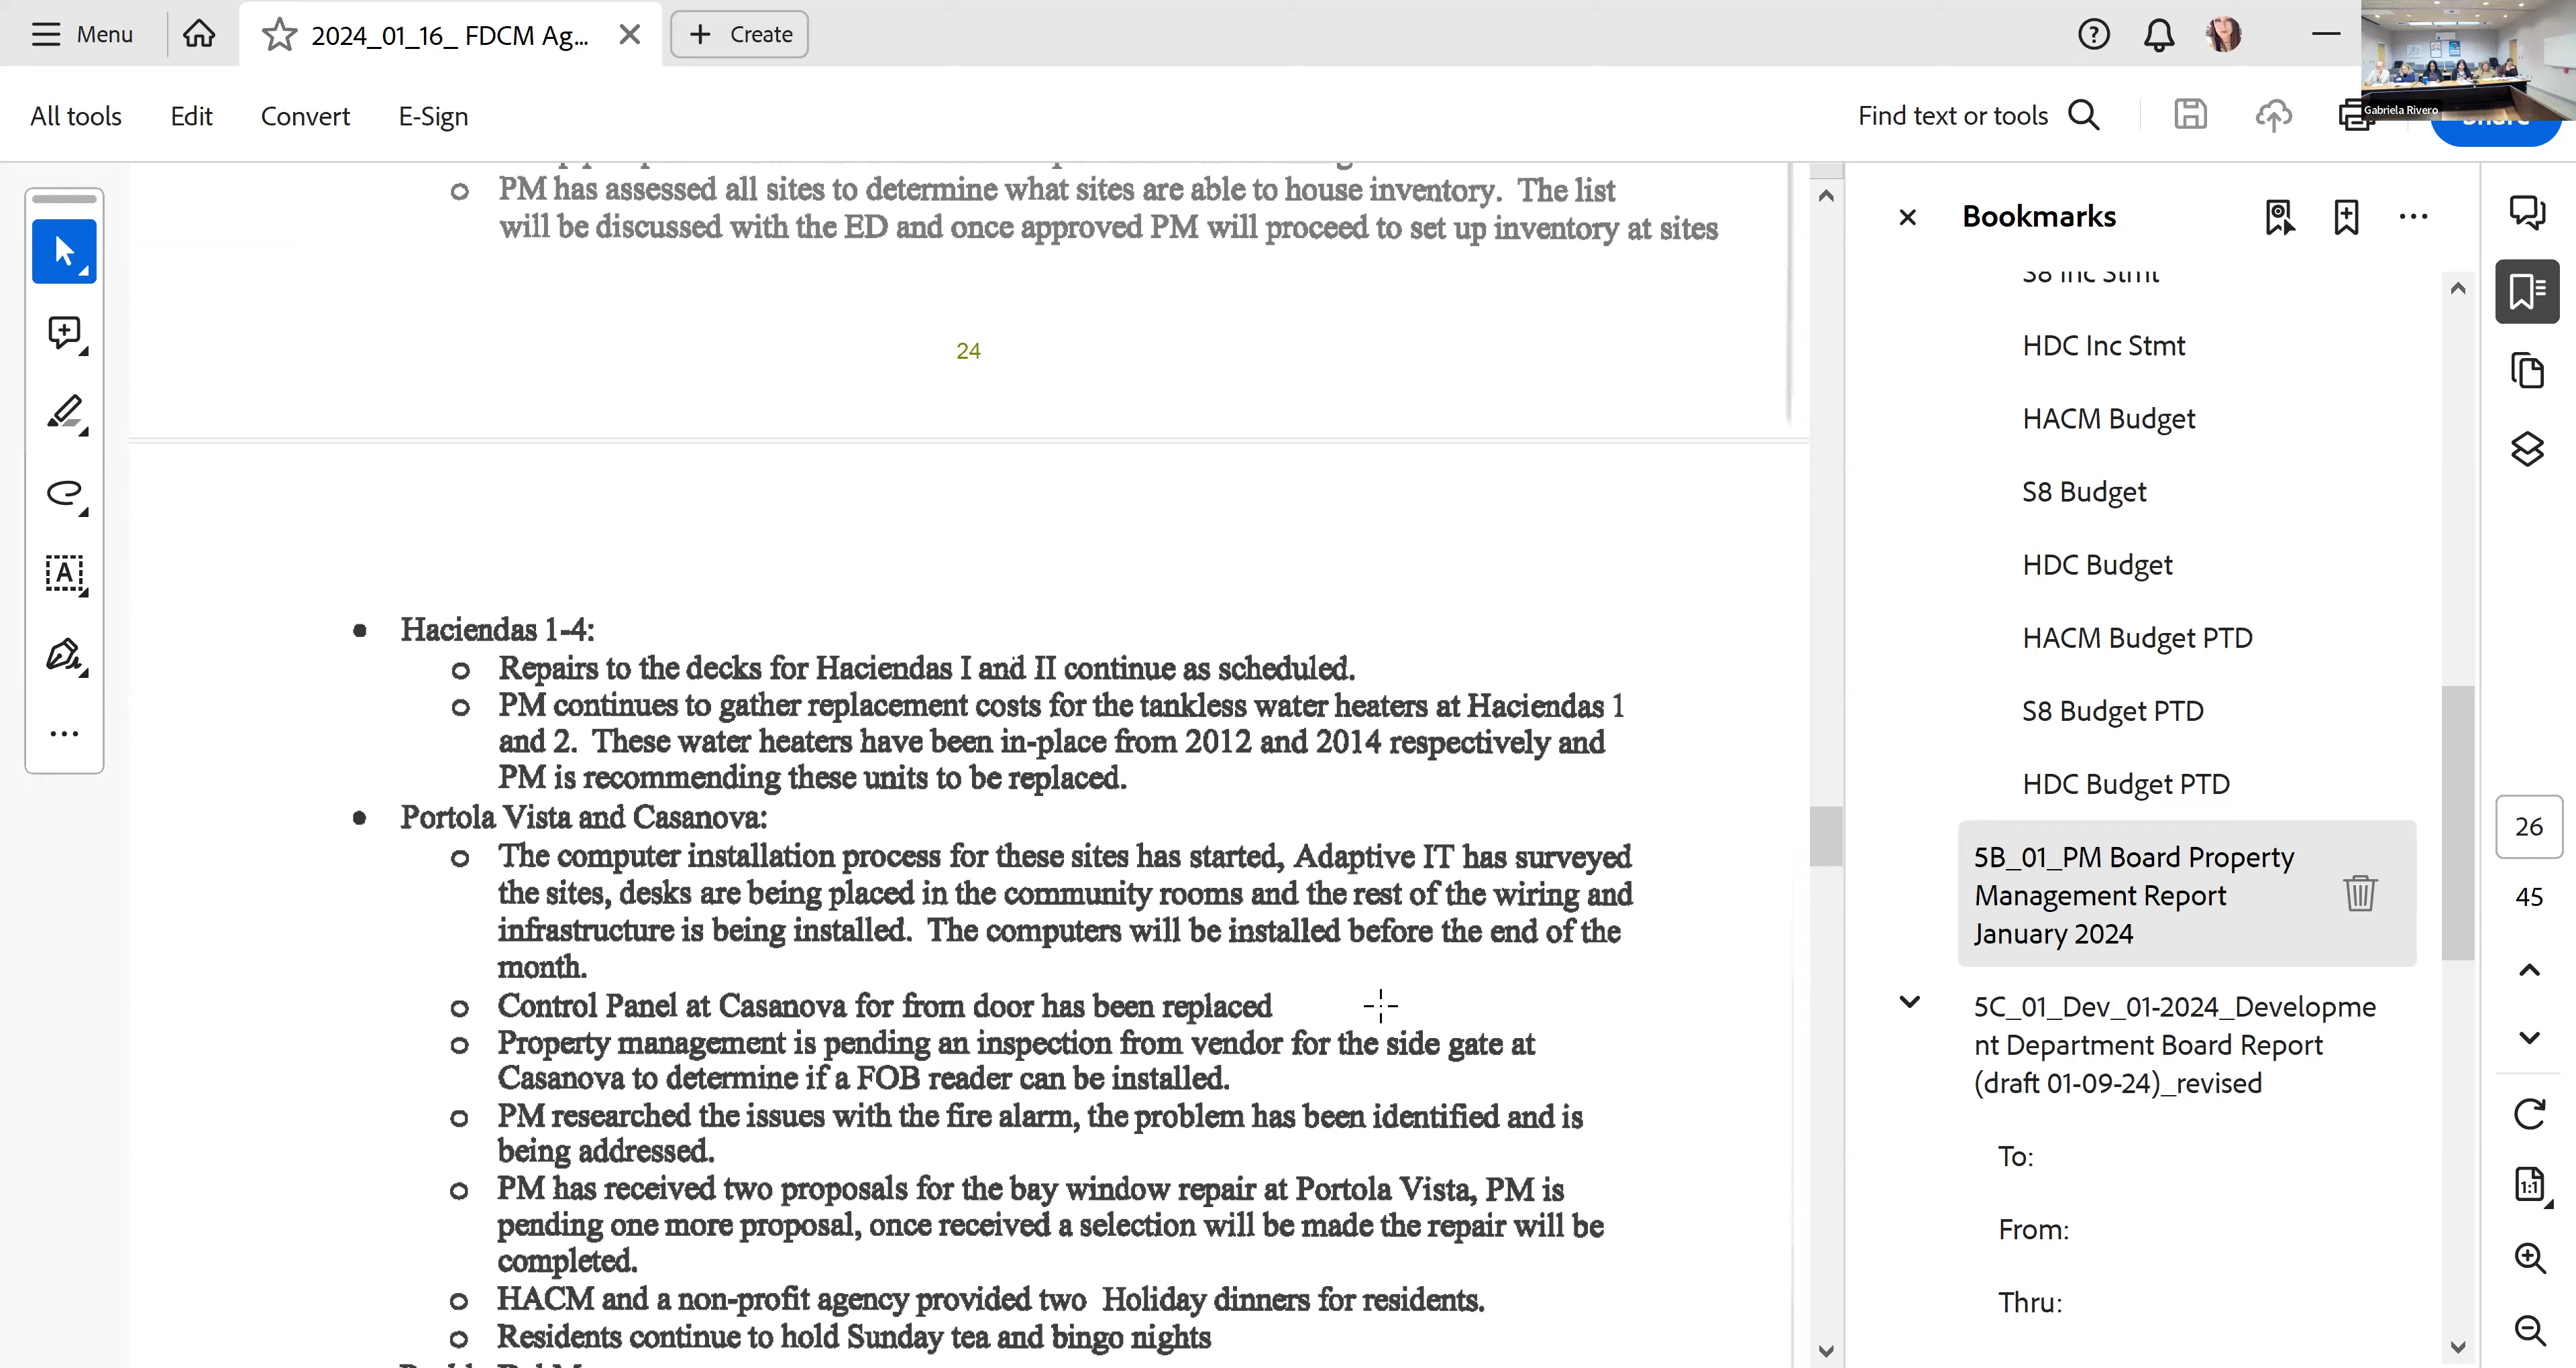 Menu
2024_01_16_ FDCM Ag...
Create
Gabriela Rivero
All tools
Edit
Convert
E-Sign
Find text or tools
Share
PM has assessed all sites to determine what sites are able to house inventory. The list
will be discussed with the ED and once approved PM will proceed to set up inventory at sites
24
Haciendas 1-4:
Repairs to the decks for Haciendas I and II continue as scheduled.
PM continues to gather replacement costs for the tankless water heaters at Haciendas 1
and 2. These water heaters have been in-place from 2012 and 2014 respectively and
PM is recommending these units to be replaced.
Portola Vista and Casanova:
The computer installation process for these sites has started, Adaptive IT has surveyed
the sites, desks are being placed in the community rooms and the rest of the wiring and
infrastructure is being installed. The computers will be installed before the end of the
month.
Control Panel at Casanova for from door has been replaced
Property management is pending an inspection from vendor for the side gate at
Casanova to determine if a FOB reader can be installed.
PM researched the issues with the fire alarm, the problem has been identified and is
being addressed.
PM has received two proposals for the bay window repair at Portola Vista, PM is
pending one more proposal, once received a selection will be made the repair will be
completed.
HACM and a non-profit agency provided two Holiday dinners for residents.
Residents continue to hold Sunday tea and bingo nights
Bookmarks
S8 Inc Stmt
HDC Inc Stmt
HACM Budget
S8 Budget
HDC Budget
HACM Budget PTD
S8 Budget PTD
HDC Budget PTD
5B_01_PM Board Property
Management Report
January 2024
5C_01_Dev_01-2024_Developme
nt Department Board Report
(draft 01-09-24)_revised
To:
From:
Thru:
26
45
1:1